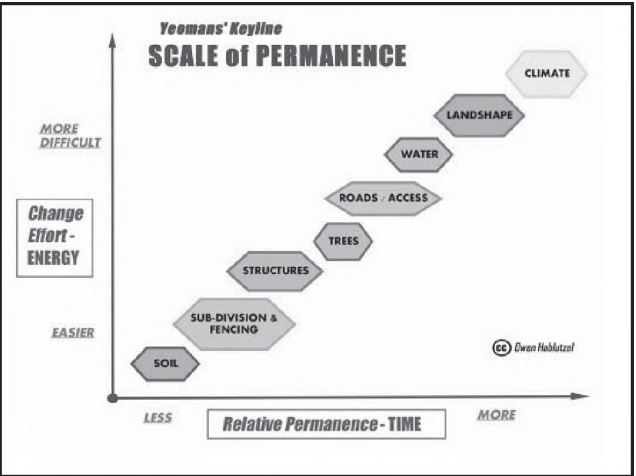 Yeomans' Keyline
SCALE of PERMANENCE
CLIMATE
LANDSHAPE
MORE
DIFFICULT
WATER
ROADS / ACCESS
Change
Effort -
ENERGY
TREES
STRUCTURES
SUB-DIVISION &
FENCING
EASIER
cc Owen Hablutzel
SOIL
LESS
Relative Permanence - TIME
MORE